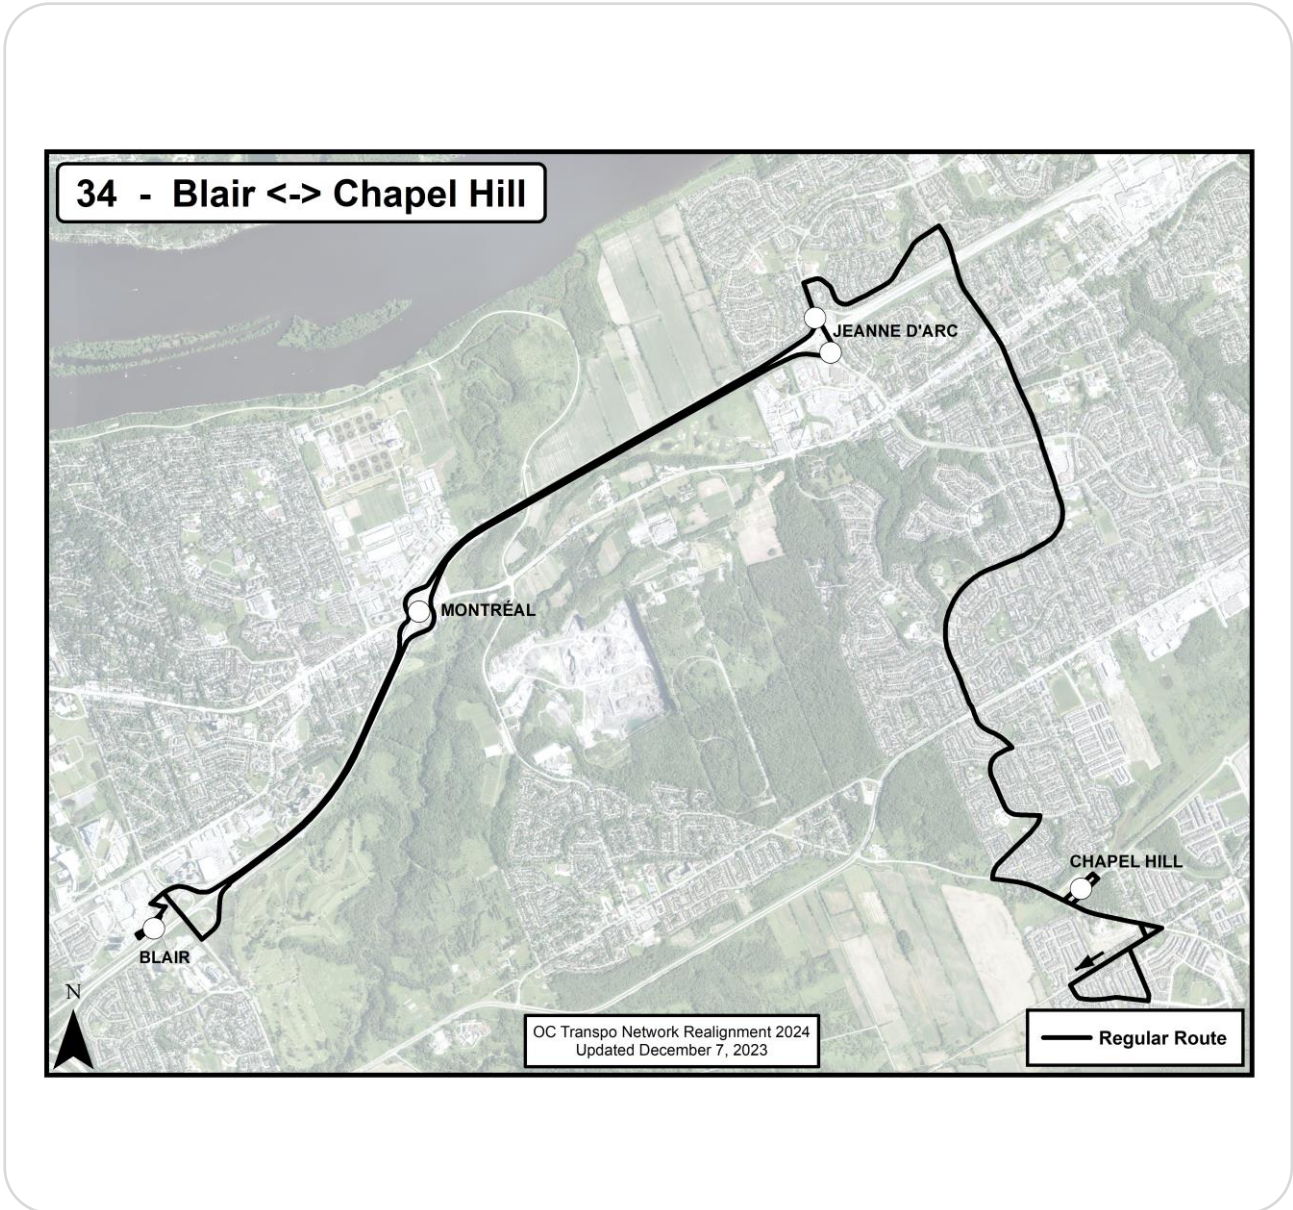 34 - Blair <-> Chapel Hill
JEANNE D'ARC
MONTRÉAL
CHAPEL HILL
BLAIR
N
OC Transpo Network Realignment 2024
Updated December 7, 2023
Regular Route